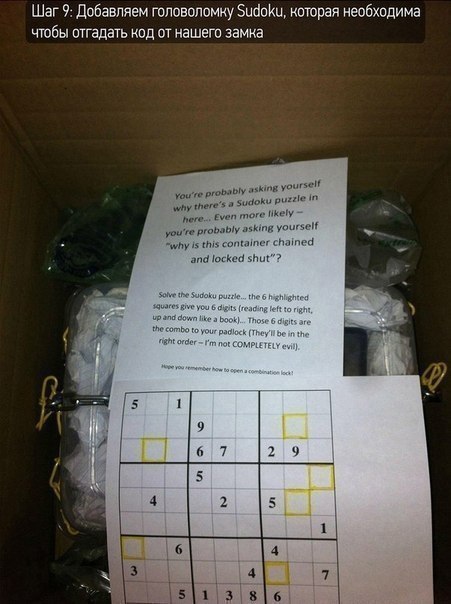 Шаг 9: Добавляем головоломку Sudoku, которая необходима
чтобы отгадать код от нашего замка
You're probably asking yourself
why there's a Sudoku puzzle in
here... Even more likely –
you're probably asking yourself
"why is this container chained
and locked shut"?
Solve the Sudoku puzzle... the 6 highlighted
squares give you 6 digits (reading left to right,
up and down like a book)... Those 6 digits are
the combo to your padlock (They'll be in the
right order – I'm not COMPLETELY evil).
Hope you remember how to open a combination lock!
5 1
9
6 7 2 9
5
4 2 5
1
6 4
3 4 7
5 1 3 8 6